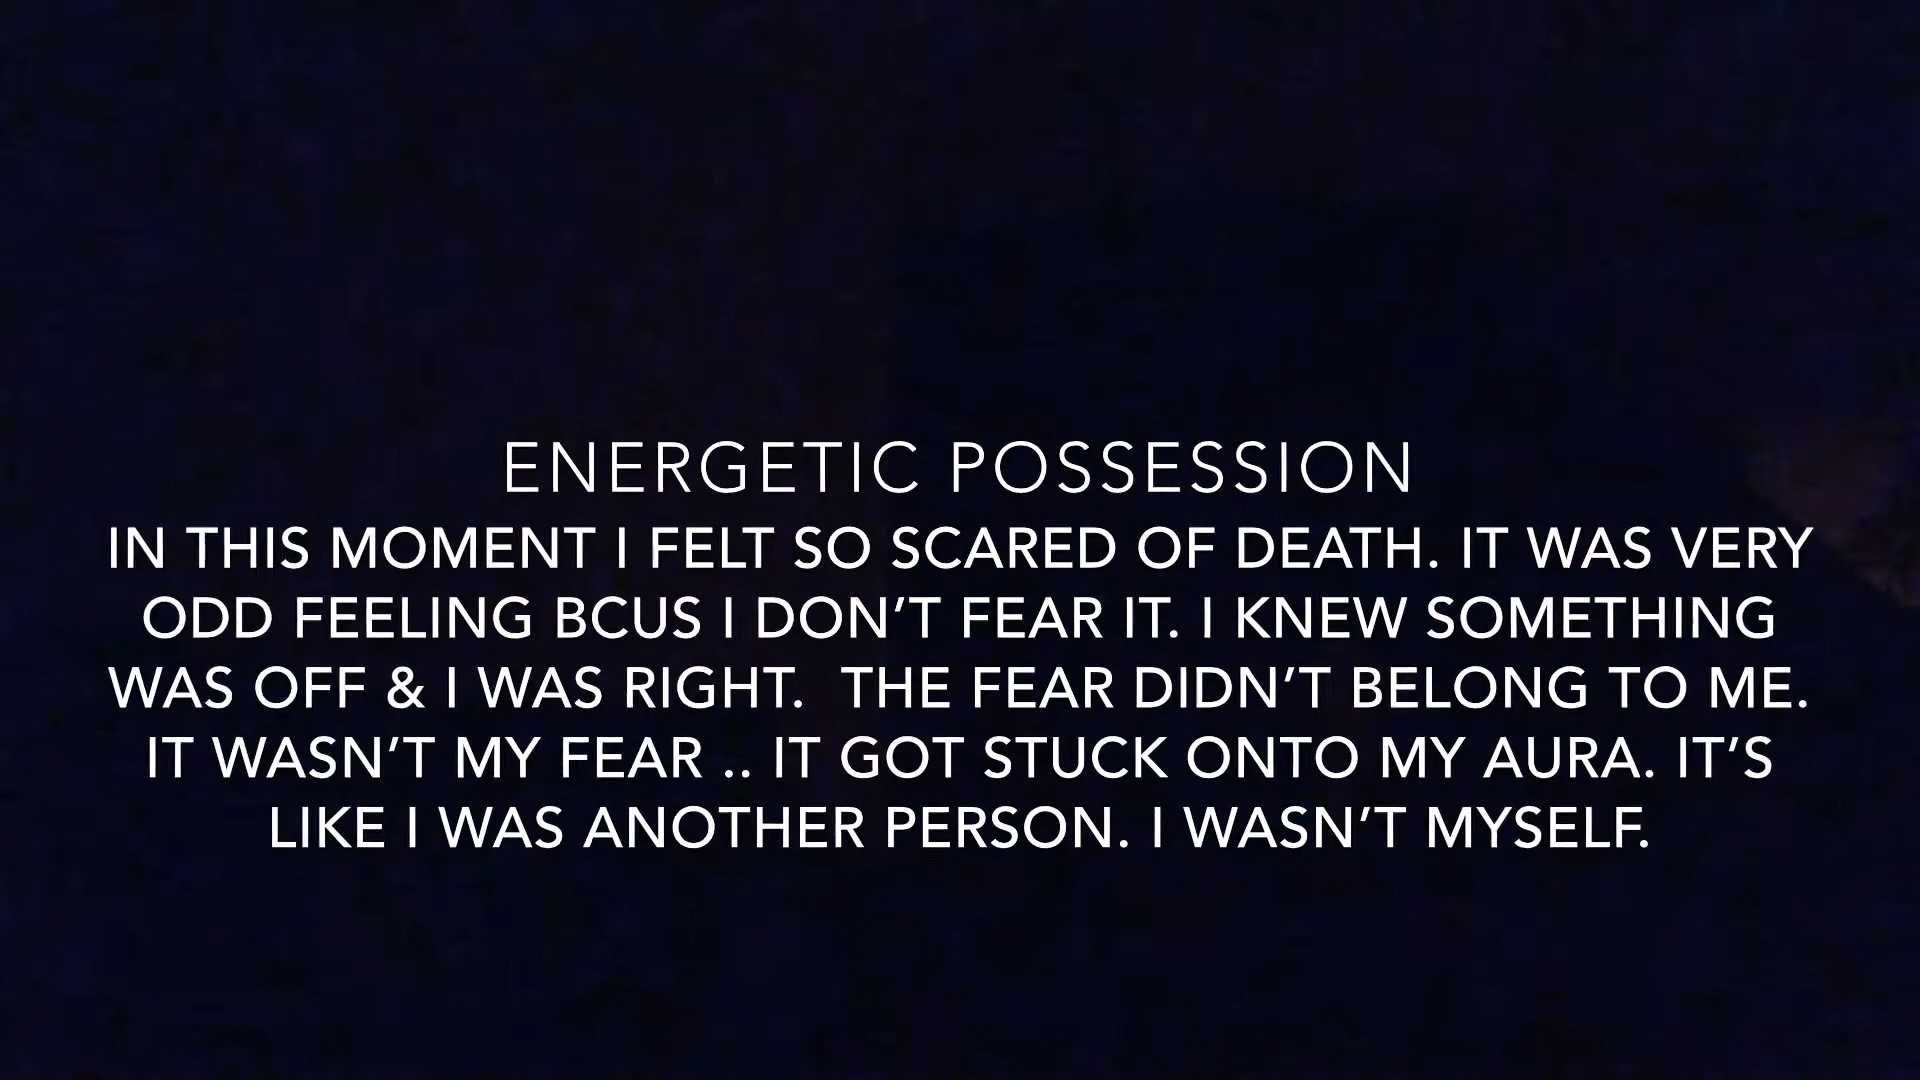 ENERGETIC POSSESSION
IN THIS MOMENT I FELT SO SCARED OF DEATH. IT WAS VERY
ODD FEELING BCUS I DON’T FEAR IT. I KNEW SOMETHING
WAS OFF & I WAS RIGHT.  THE FEAR DIDN’T BELONG TO ME.
IT WASN’T MY FEAR .. IT GOT STUCK ONTO MY AURA. IT’S
LIKE I WAS ANOTHER PERSON. I WASN’T MYSELF.